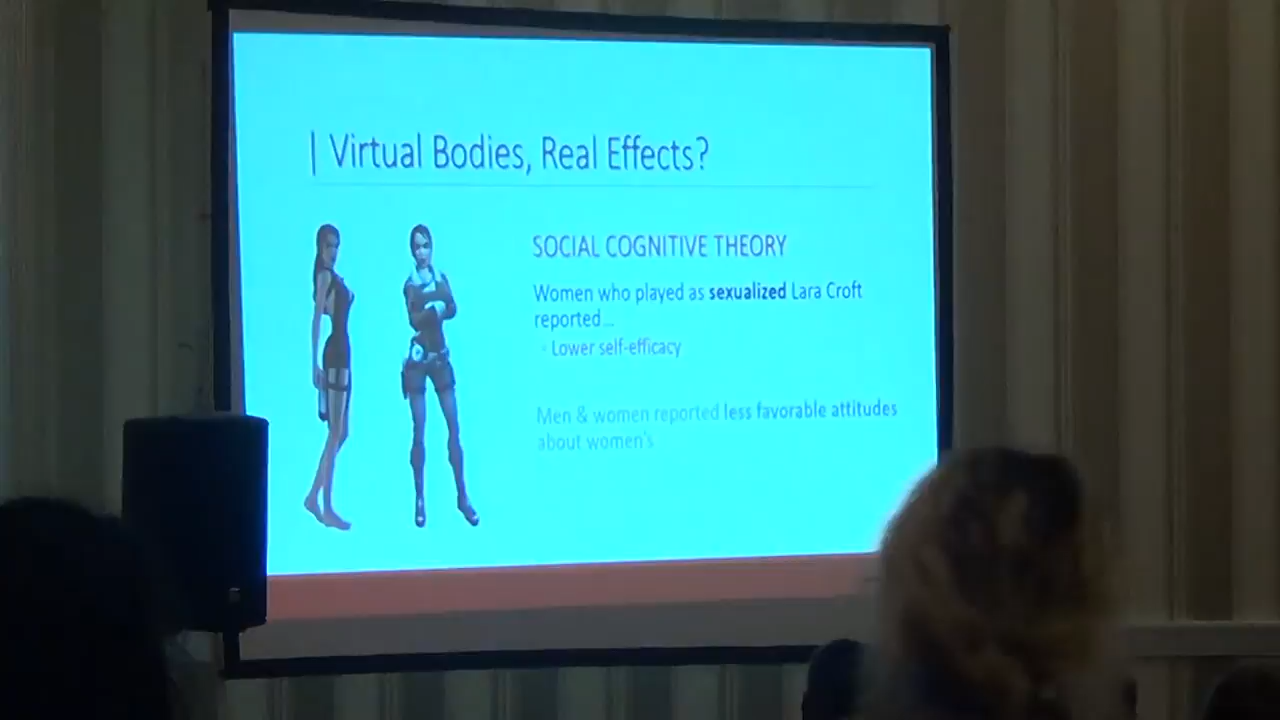 | Virtual Bodies, Real Effects?
SOCIAL COGNITIVE THEORY
Women who played as sexualized Lara Croft
reported...
Lower self-efficacy
Men & women reported less favorable attitudes
about women's